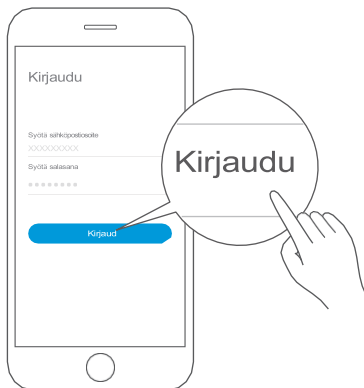 Kirjaudu
Syötä sähköpostiosoite
XXXXXXXXX
Syötä salasana
Kirjaud
Kirjaudu